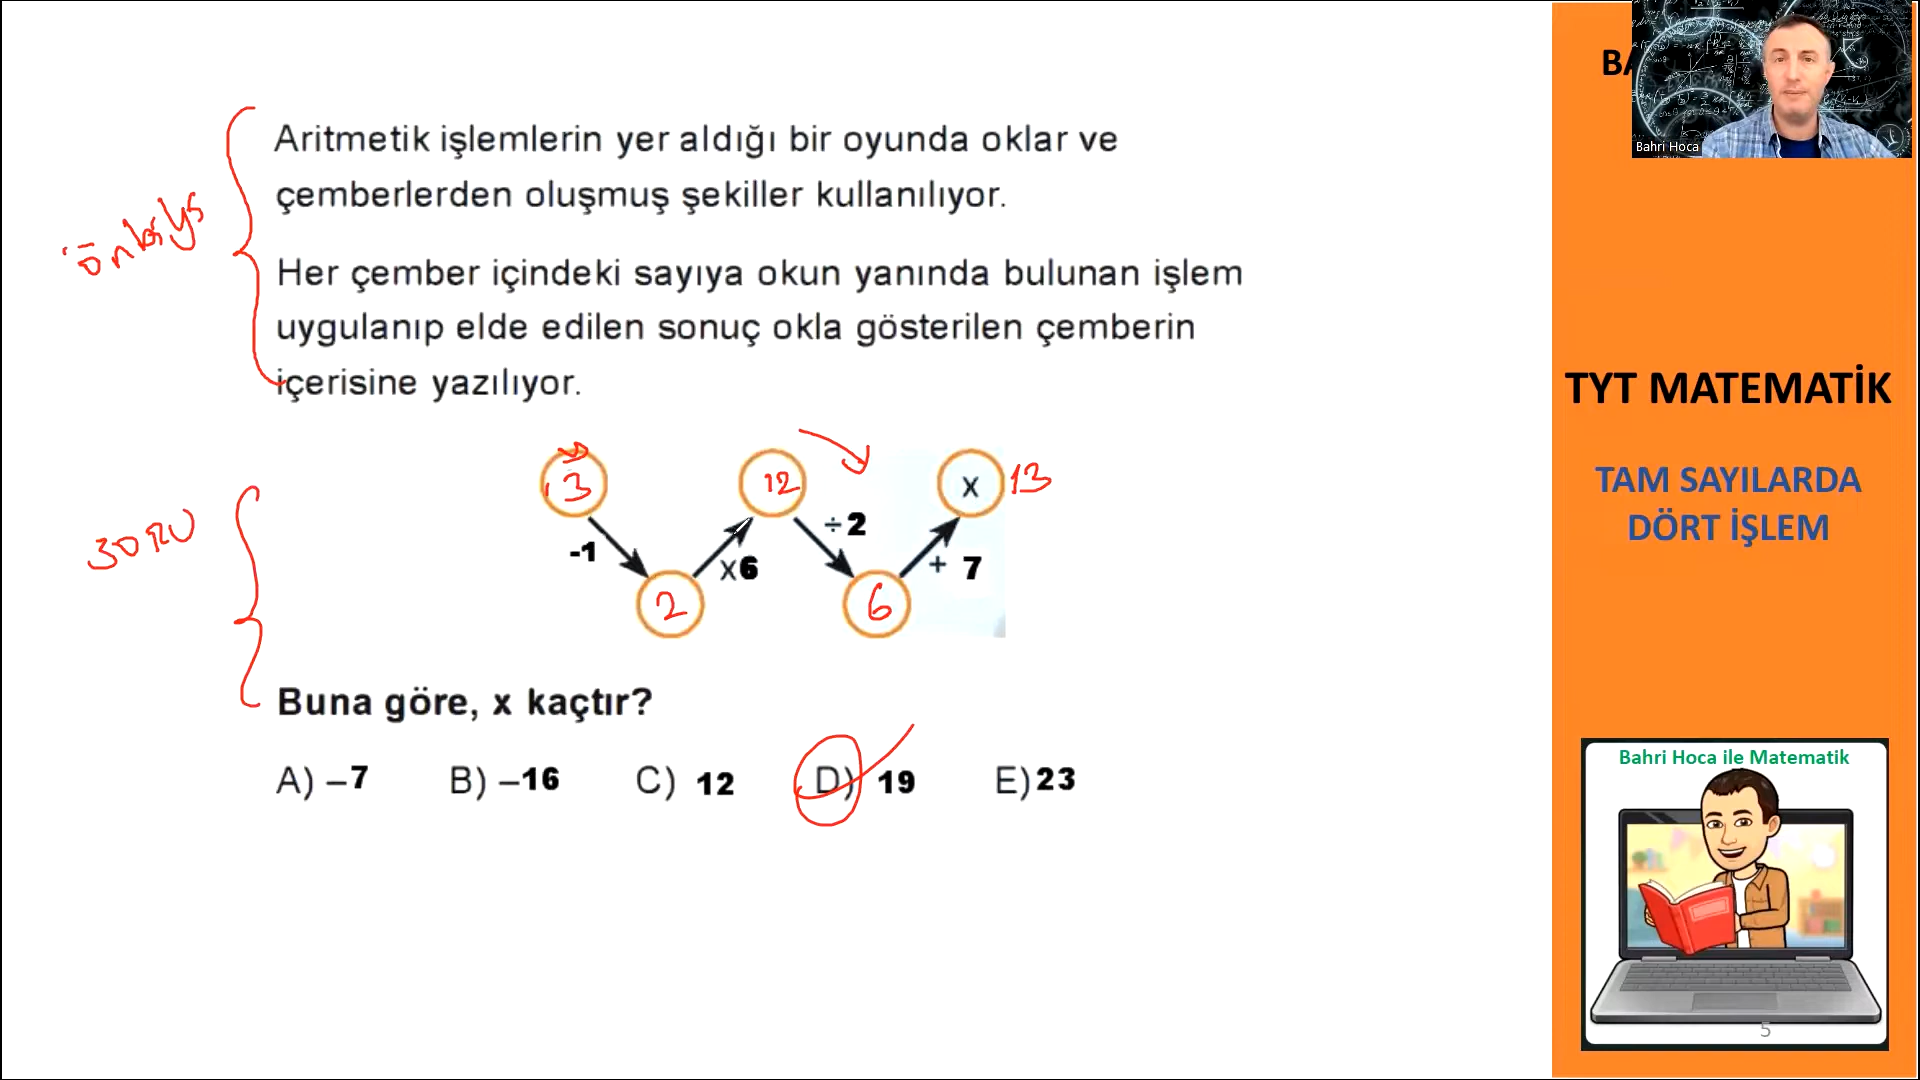 Bahri Hoca
Aritmetik işlemlerin yer aldığı bir oyunda oklar ve
çemberlerden oluşmuş şekiller kullanılıyor.
Her çember içindeki sayıya okun yanında bulunan işlem
uygulanıp elde edilen sonuç okla gösterilen çemberin
içerisine yazılıyor.
TYT MATEMATİK
TAM SAYILARDA
DÖRT İŞLEM
3 12 x 13
-1 x6 ÷2 + 7
2 6
SORU
Buna göre, x kaçtır?
A) –7 B) –16 C) 12 D) 19 E) 23
Bahri Hoca ile Matematik
5